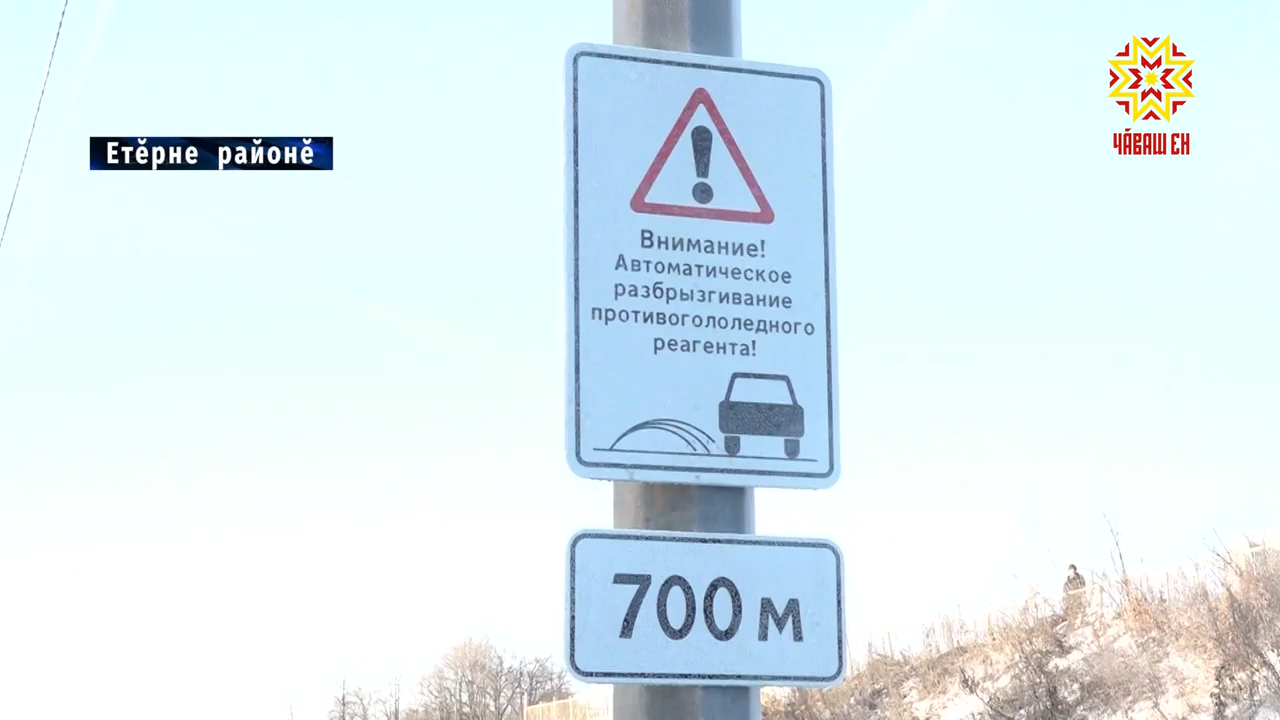 Етӗрне районӗ
ЧӐВАШ ЕН
Внимание!
Автоматическое
разбрызгивание
противогололедного
реагента!
700 м